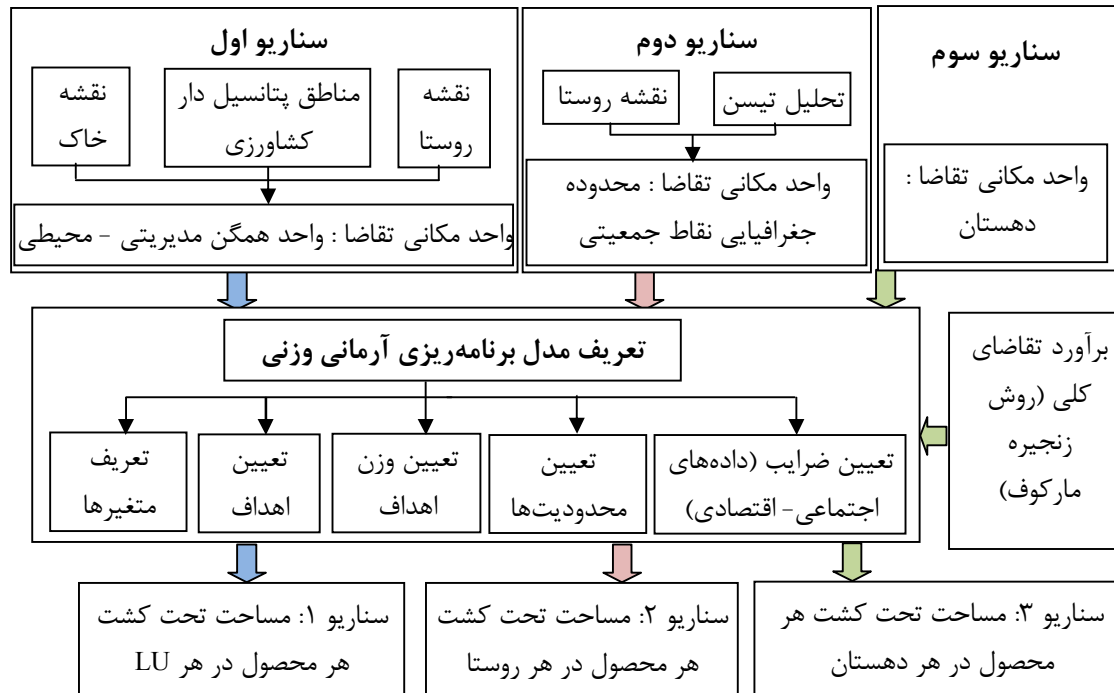 سناریو اول
نقشه
خاک
مناطق پتانسیل دار
کشاورزی
نقشه
روستا
واحد مکانی تقاضا : واحد همگن مدیریتی – محیطی
سناریو دوم
نقشه روستا
تحلیل تیسن
واحد مکانی تقاضا : محدوده
جغرافیایی نقاط جمعیتی
سناریو سوم
واحد مکانی تقاضا :
دهستان
تعریف مدل برنامه‌ریزی آرمانی وزنی
تعریف
متغیرها
تعیین
اهداف
تعیین وزن
اهداف
تعیین
محدودیت‌ها
تعیین ضرایب (داده‌های
اجتماعی- اقتصادی)
برآورد تقاضای
کلی (روش
زنجیره
مارکوف)
سناریو ۱: مساحت تحت کشت
هر محصول در هر LU
سناریو ۲: مساحت تحت کشت
هر محصول در هر روستا
سناریو ۳: مساحت تحت کشت هر
محصول در هر دهستان